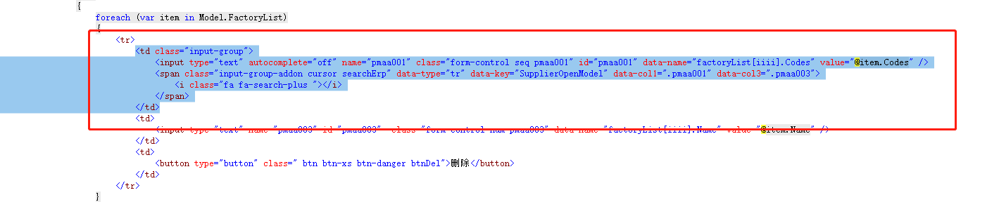 {
foreach (var item in Model.FactoryList)
{
<tr>
<td class="input-group">
<input type="text" autocomplete="off" name="pmaa001" class="form-control seq pmaa001" id="pmaa001" data-name="factoryList[iiii].Codes" value="@item.Codes" />
<span class="input-group-addon cursor searchErp" data-type="tr" data-key="SupplierOpenModel" data-col1=".pmaa001" data-col3=".pmaa003">
<i class="fa fa-search-plus "></i>
</span>
</td>
<td>
<input type="text" name="pmaa003" id="pmaa003" class="form-control num pmaa003" data-name="factoryList[iiii].Name" value="@item.Name" />
</td>
<td>
<button type="button" class=" btn btn-xs btn-danger btnDel">删除</button>
</td>
</tr>
}